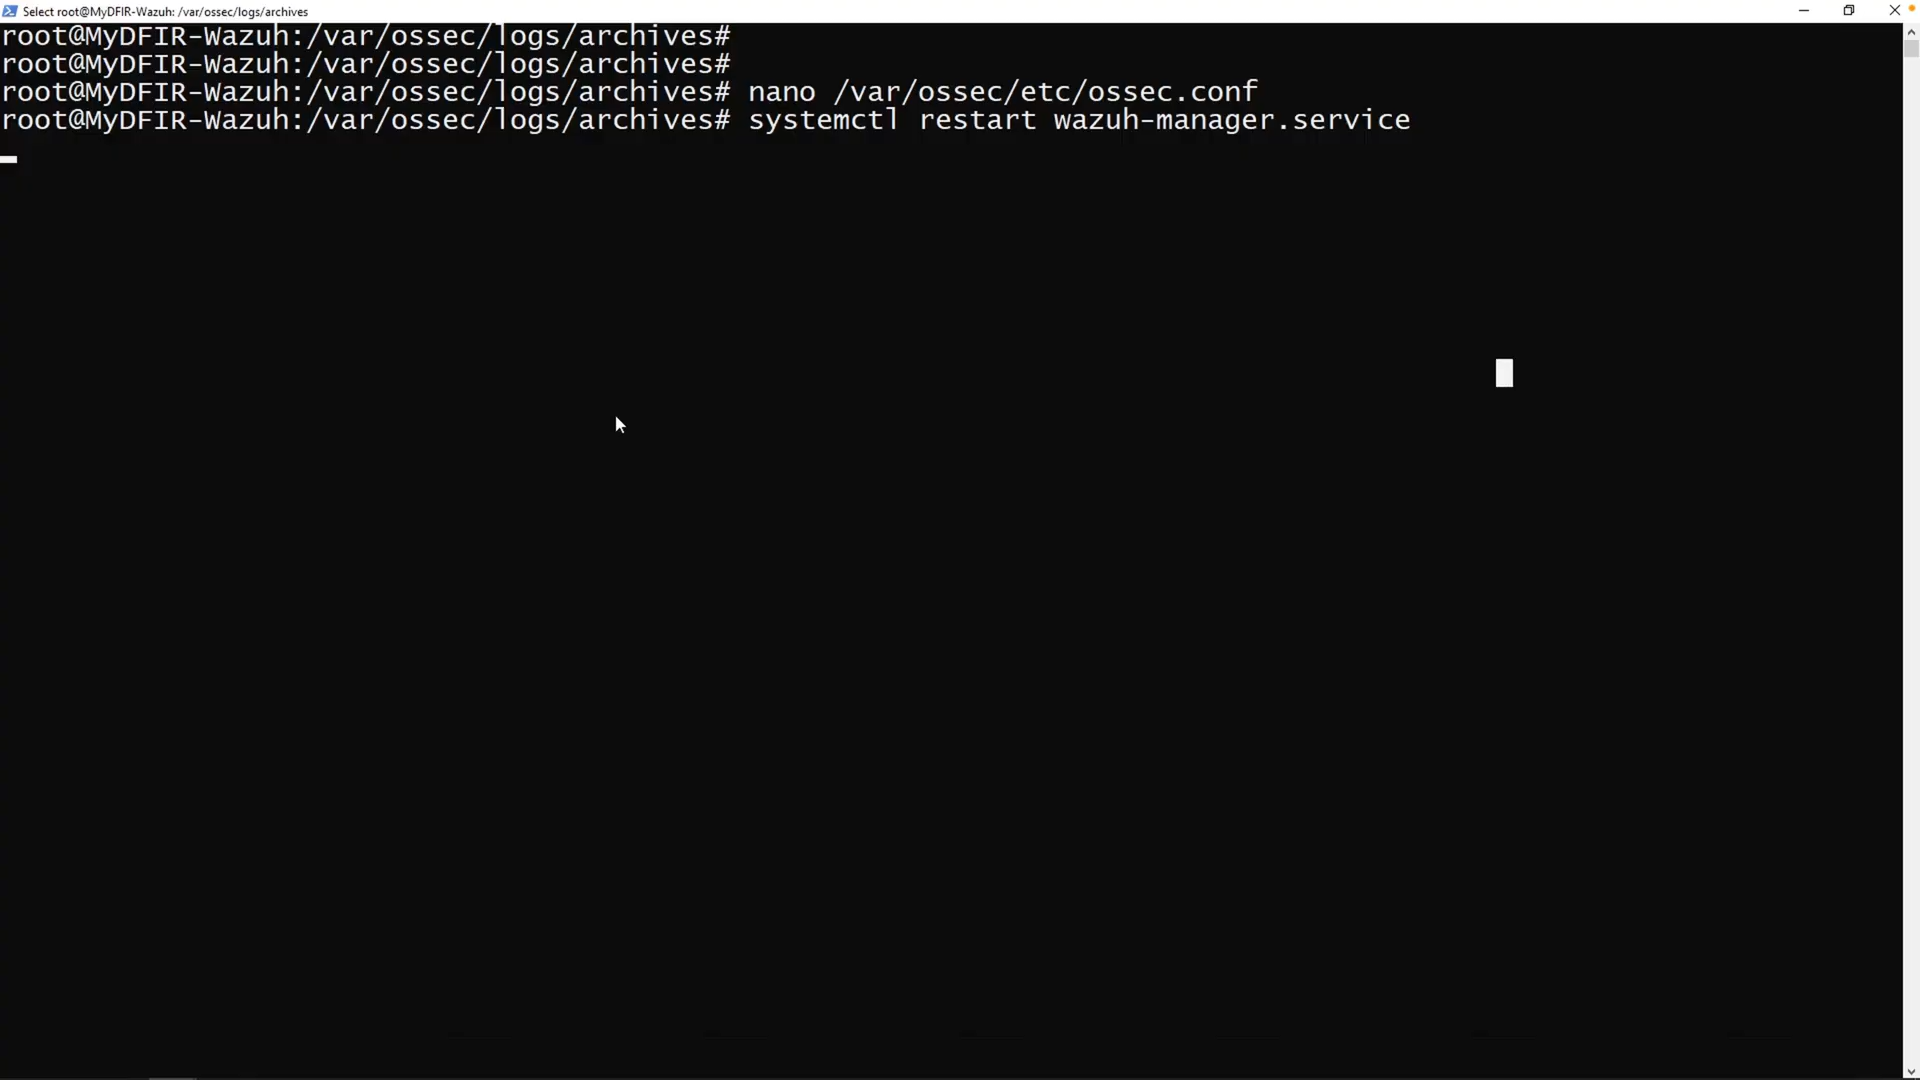 Select root@MyDFIR-Wazuh: /var/ossec/logs/archives
root@MyDFIR-Wazuh:/var/ossec/logs/archives#
root@MyDFIR-Wazuh:/var/ossec/logs/archives#
root@MyDFIR-Wazuh:/var/ossec/logs/archives# nano /var/ossec/etc/ossec.conf
root@MyDFIR-Wazuh:/var/ossec/logs/archives# systemctl restart wazuh-manager.service